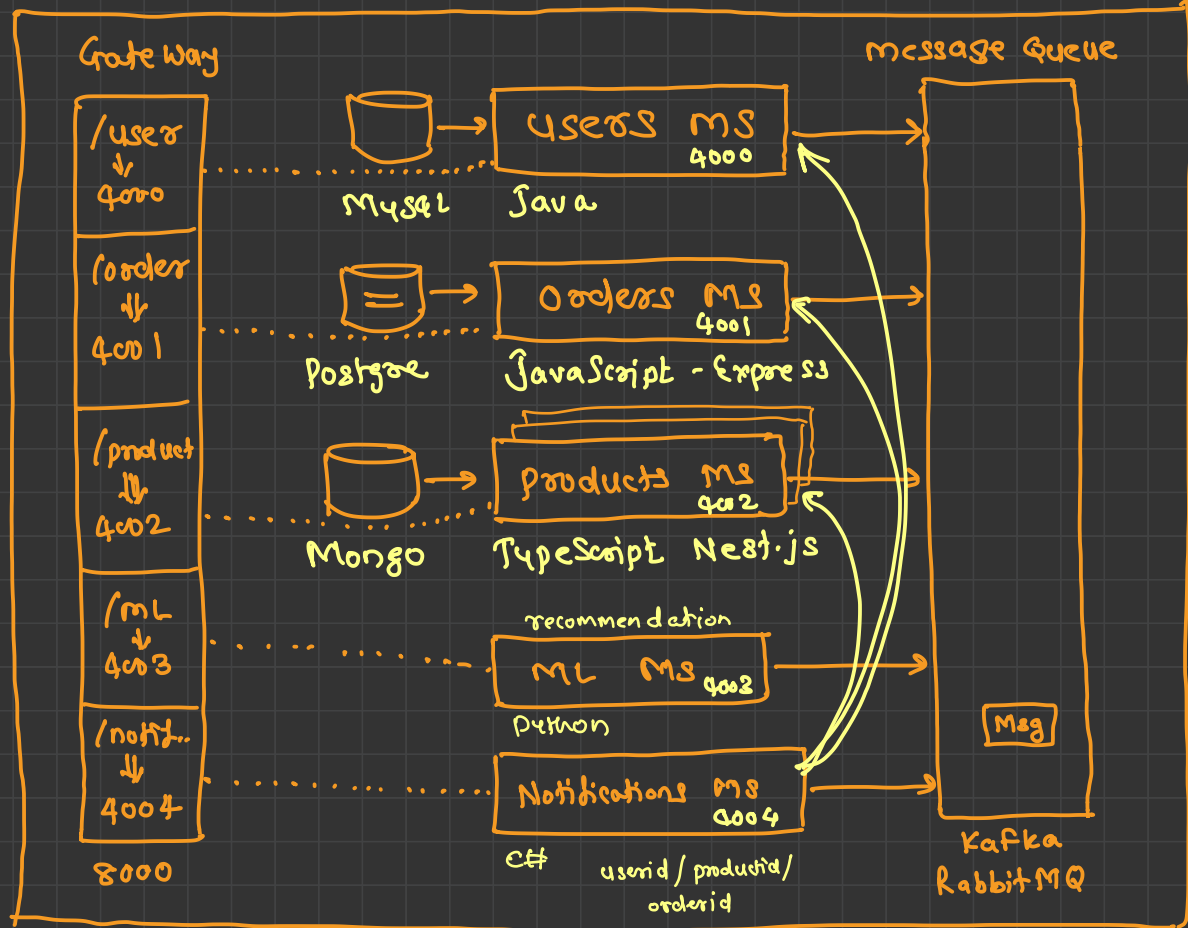 Gateway
/user
4000
/order
4001
/product
4002
/ML
4003
/notif..
4004
8000
Mysql
users MS
4000
Java
Postgre
Orders MS
4001
JavaScript - Express
Mongo
Products MS
4002
TypeScript Nest.js
recommendation
ML MS 4003
Python
Notifications MS
4004
C#
userid / productid /
orderid
Message Queue
Msg
Kafka
RabbitMQ